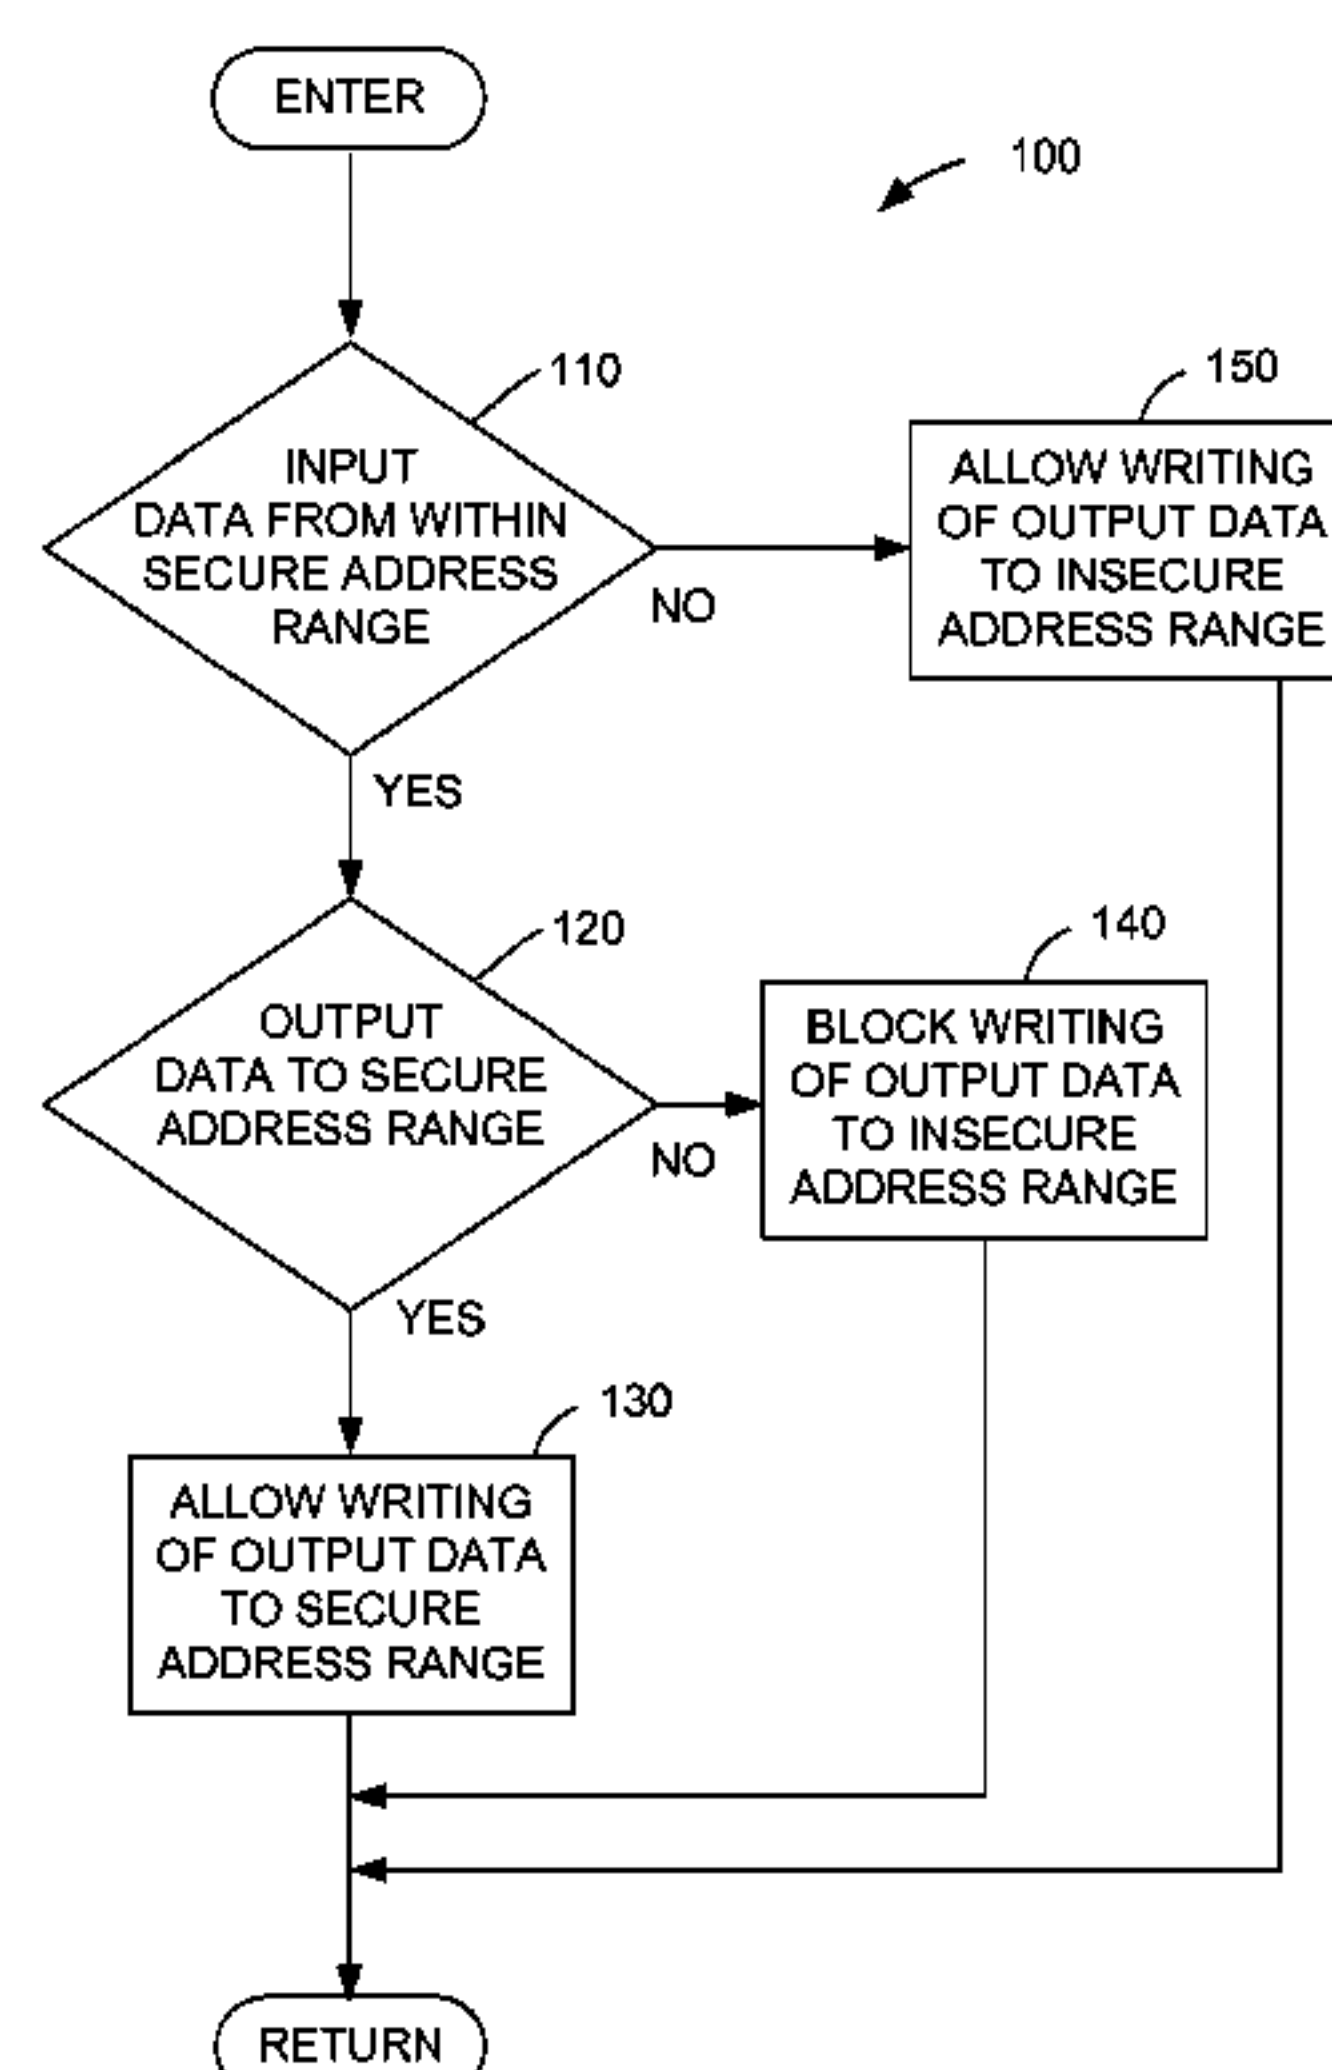 ENTER
100
110
INPUT
DATA FROM WITHIN
SECURE ADDRESS
RANGE
NO
150
ALLOW WRITING
OF OUTPUT DATA
TO INSECURE
ADDRESS RANGE
YES
120
OUTPUT
DATA TO SECURE
ADDRESS RANGE
NO
140
BLOCK WRITING
OF OUTPUT DATA
TO INSECURE
ADDRESS RANGE
YES
130
ALLOW WRITING
OF OUTPUT DATA
TO SECURE
ADDRESS RANGE
RETURN